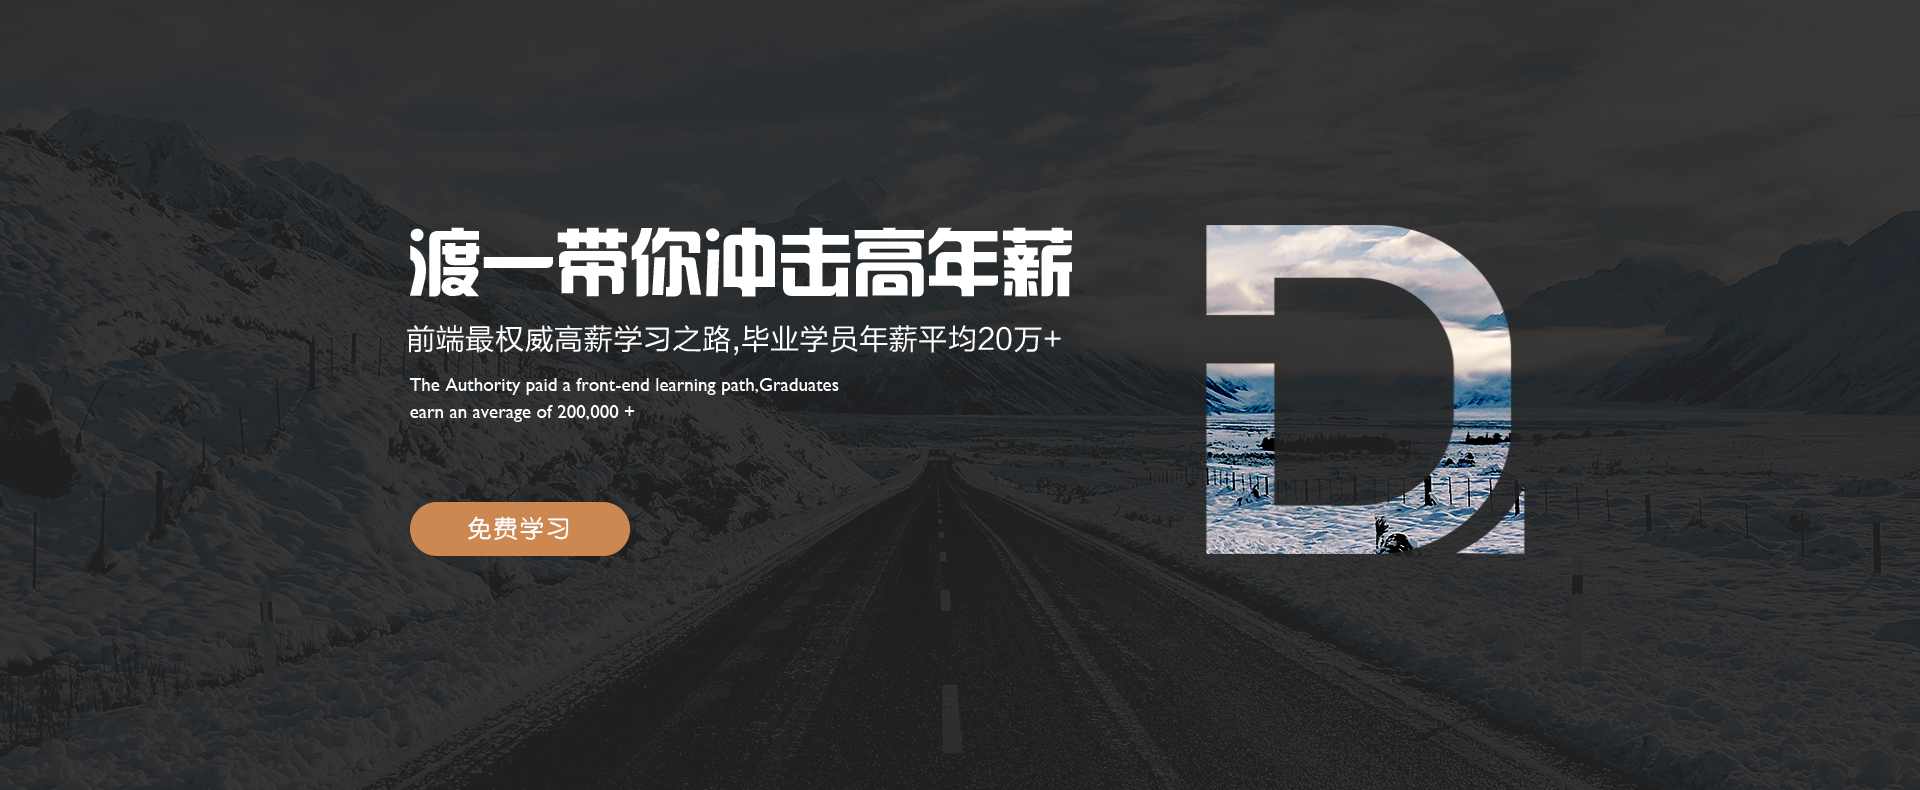 渡一带你冲击高年薪
前端最权威高薪学习之路,毕业学员年薪平均20万+
The Authority paid a front-end learning path,Graduates
earn an average of 200,000 +
免费学习